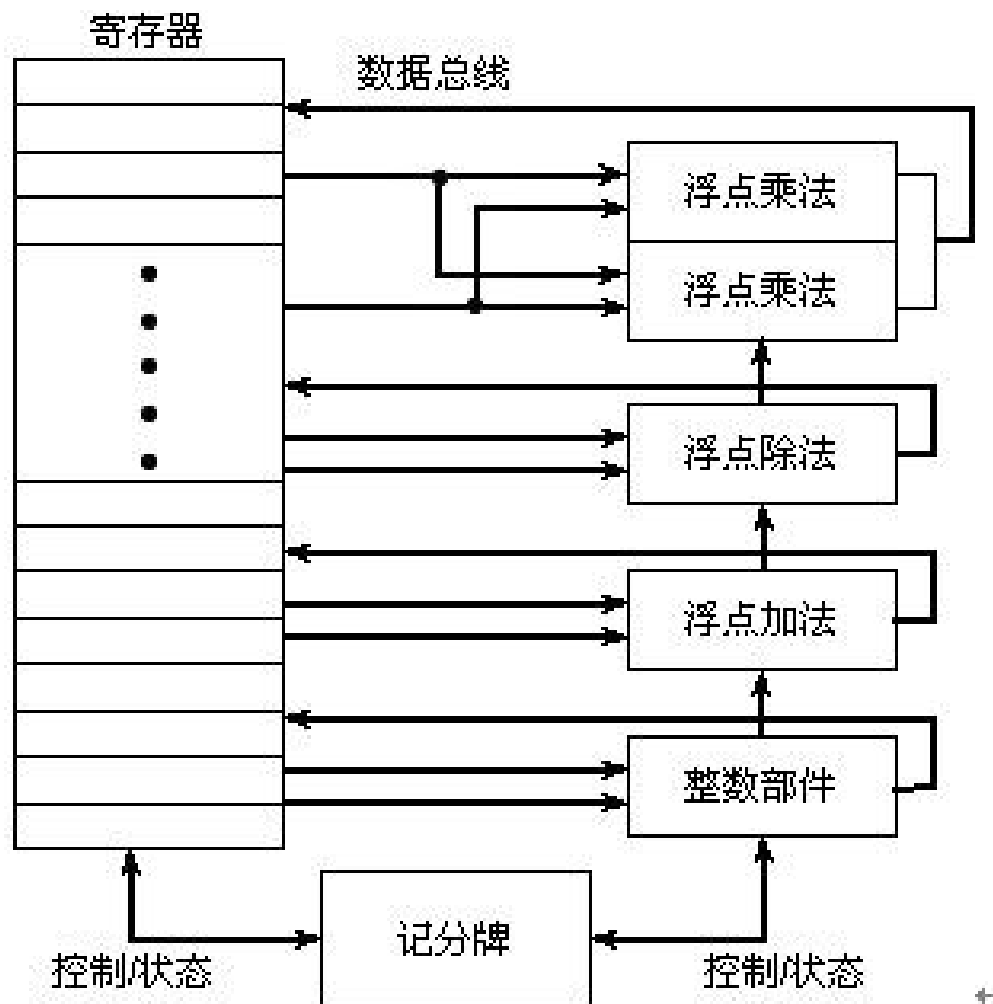 寄存器
数据总线
浮点乘法
浮点乘法
浮点除法
浮点加法
整数部件
记分牌
控制/状态
控制/状态